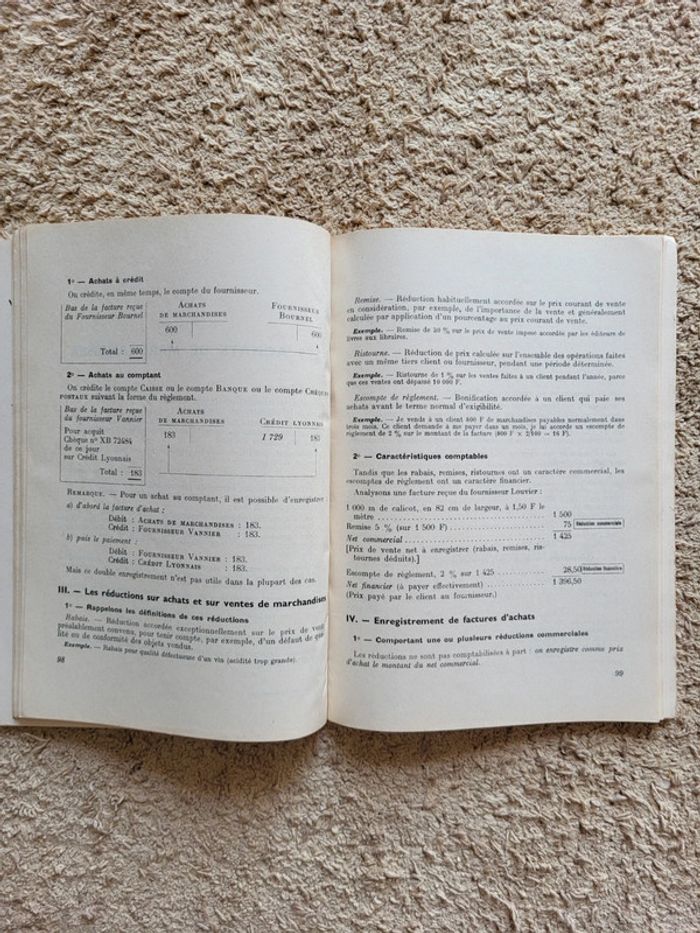 1º — Achats à crédit
On crédite, en même temps, le compte du fournisseur.
Bas de la facture reçue
du Fournisseur Bournel
Total : 600
ACHATS
DE MARCHANDISES
600
FOURNISSEUR
BOURNEL
600
2º — Achats au comptant
On crédite le compte CAISSE ou le compte BANQUE ou le compte CHÈQUES
POSTAUX suivant la forme du règlement.
Bas de la facture reçue
du fournisseur Vannier
Pour acquit
Chèque nº XB 72484
de ce jour
sur Crédit Lyonnais
Total : 183
ACHATS
DE MARCHANDISES
183
CRÉDIT LYONNAIS
1 729
183
REMARQUE. — Pour un achat au comptant, il est possible d'enregistrer
a) d'abord la facture d'achat :
Débit : ACHATS DE MARCHANDISES : 183.
Crédit : FOURNISSEUR VANNIER : 183.
b) puis le paiement :
Débit : FOURNISSEUR VANNIER : 183.
Crédit : CRÉDIT LYONNAIS : 183.
Mais ce double enregistrement n'est pas utile dans la plupart des cas.
III. — Les réductions sur achats et sur ventes de marchandises
1º — Rappelons les définitions de ces réductions
Rabais. — Réduction accordée exceptionnellement sur le prix de vente
préalablement convenu, pour tenir compte, par exemple, d'un défaut de qua-
lité ou de conformité des objets vendus.
Exemple. — Rabais pour qualité défectueuse d'un vin (acidité trop grande).
98
Remise. — Réduction habituellement accordée sur le prix courant de vente
en considération, par exemple, de l'importance de la vente et généralement
calculée par application d'un pourcentage au prix courant de vente.
Exemple. — Remise de 30 % sur le prix de vente imposé accordée par les éditeurs de
livres aux libraires.
Ristourne. — Réduction de prix calculée sur l'ensemble des opérations faites
avec un même tiers client ou fournisseur, pendant une période déterminée.
Exemple. — Ristourne de 1 % sur les ventes faites à un client pendant l'année, parce
que ces ventes ont dépassé 10 000 F.
Escompte de règlement. — Bonification accordée à un client qui paie ses
achats avant le terme normal d'exigibilité.
Exemple. — Je vends à un client 800 F de marchandises payables normalement dans
trois mois. Ce client demande à me payer dans un mois, je lui accorde un escompte de
règlement de 2 % sur le montant de la facture (800 F × 2/100 = 16 F).
2º — Caractéristiques comptables
Tandis que les rabais, remises, ristournes ont un caractère commercial, les
escomptes de règlement ont un caractère financier.
Analysons une facture reçue du fournisseur Louvier :
1 000 m de calicot, en 82 cm de largeur, à 1,50 F le
mètre 1 500
Remise 5 % (sur 1 500 F) 75 Réduction commerciale
Net commercial 1 425
[Prix de vente net à enregistrer (rabais, remises, ris-
tournes déduits).]
Escompte de règlement, 2 % sur 1 425 28,50 Réduction financière
Net financier (à payer effectivement) 1 396,50
(Prix payé par le client au fournisseur.)
IV. — Enregistrement de factures d'achats
1º — Comportant une ou plusieurs réductions commerciales
Les réductions ne sont pas comptabilisées à part : on enregistre comme prix
d'achat le montant du net commercial.
99